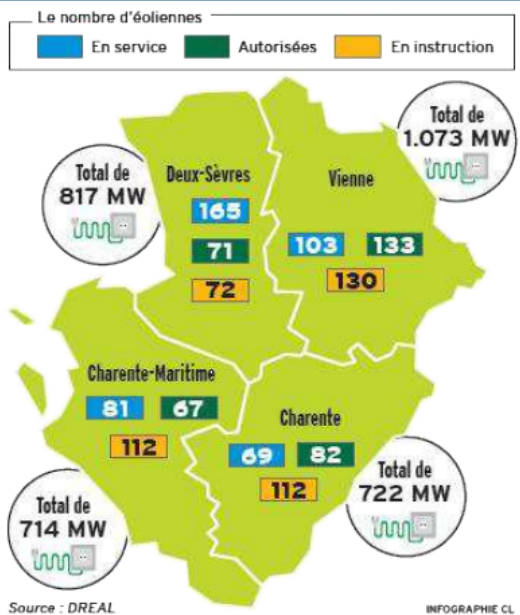 Le nombre d'éoliennes
En service
Autorisées
En instruction
Total de
817 MW
Deux-Sèvres
165
71
72
Total de
1.073 MW
Vienne
103
133
130
Charente-Maritime
81
67
112
Total de
714 MW
Charente
69
82
112
Total de
722 MW
Source : DREAL
INFOGRAPHIE CL